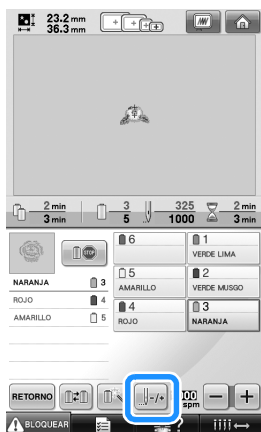 23.2 mm
36.3 mm
2 min
3 min
3
5
325
1000
2 min
3 min
STOP
NARANJA 3
ROJO 4
AMARILLO 5
6
1
VERDE LIMA
5
AMARILLO
2
VERDE MUSGO
4
ROJO
3
NARANJA
RETORNO
-/+
spm
- +
BLOQUEAR
?